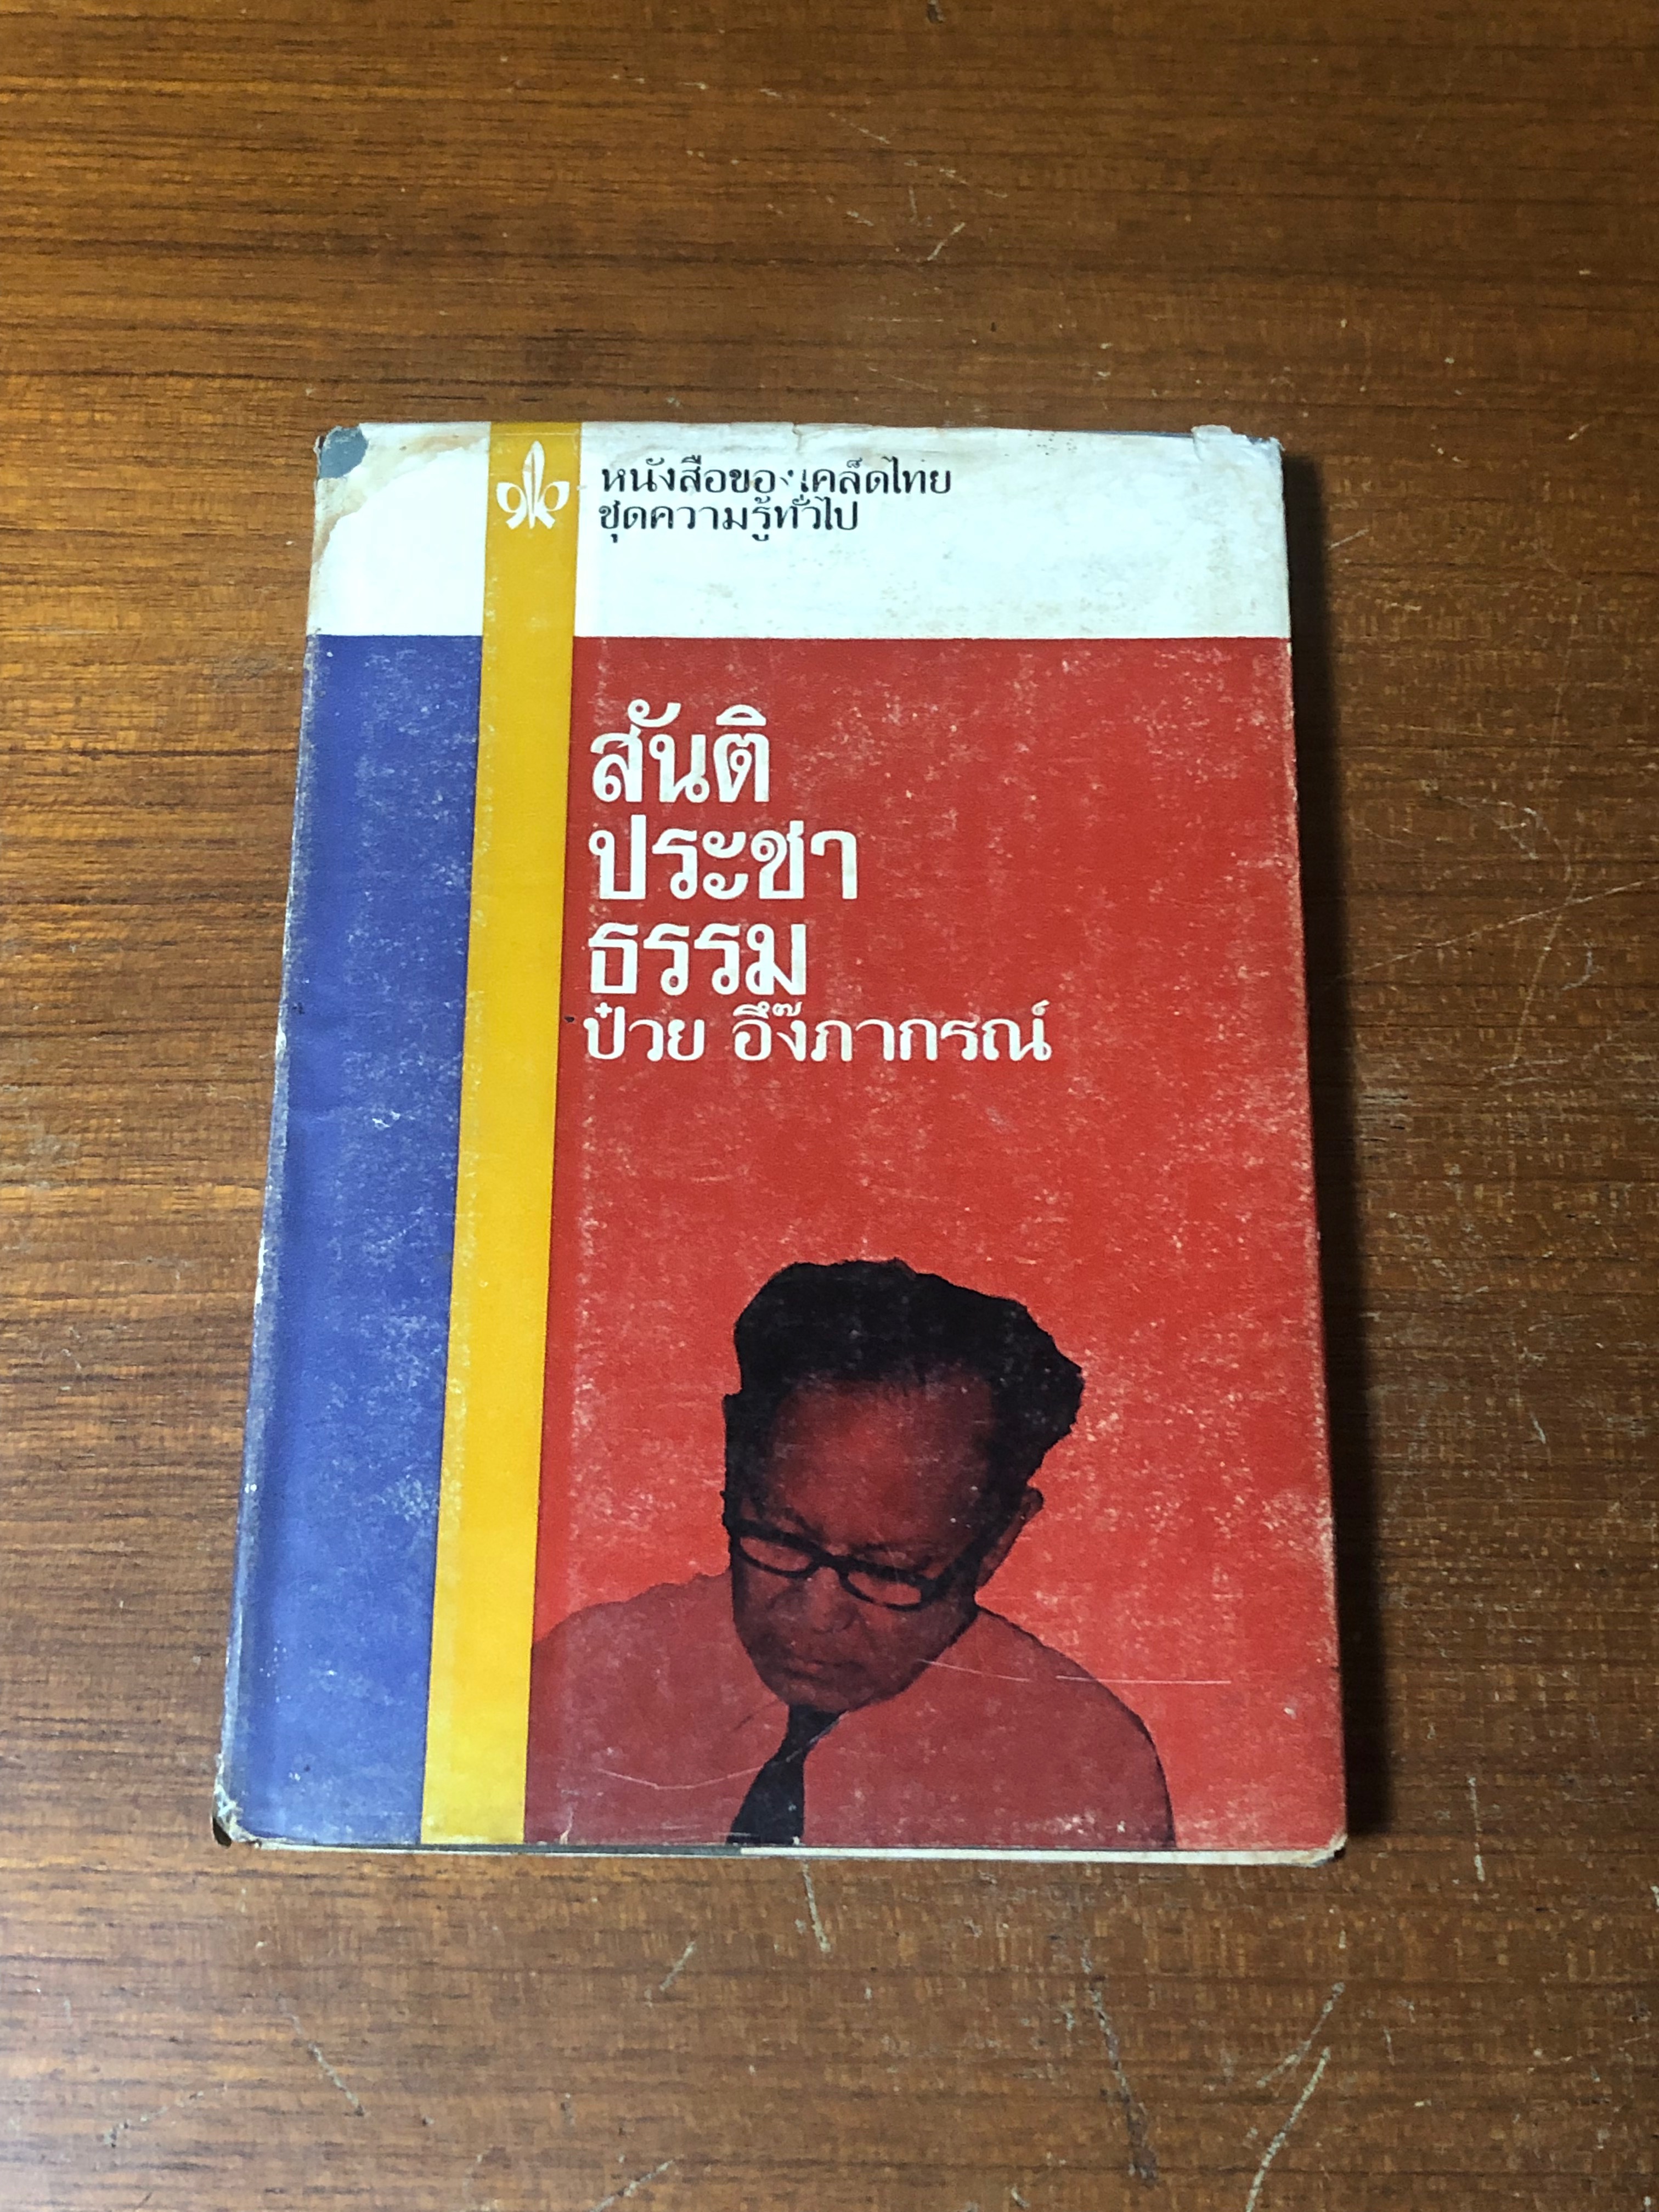 หนังสือของเคล็ดไทย
ชุดความรู้ทั่วไป
สันติ
ประชา
ธรรม
ป๋วย อึ๊งภากรณ์